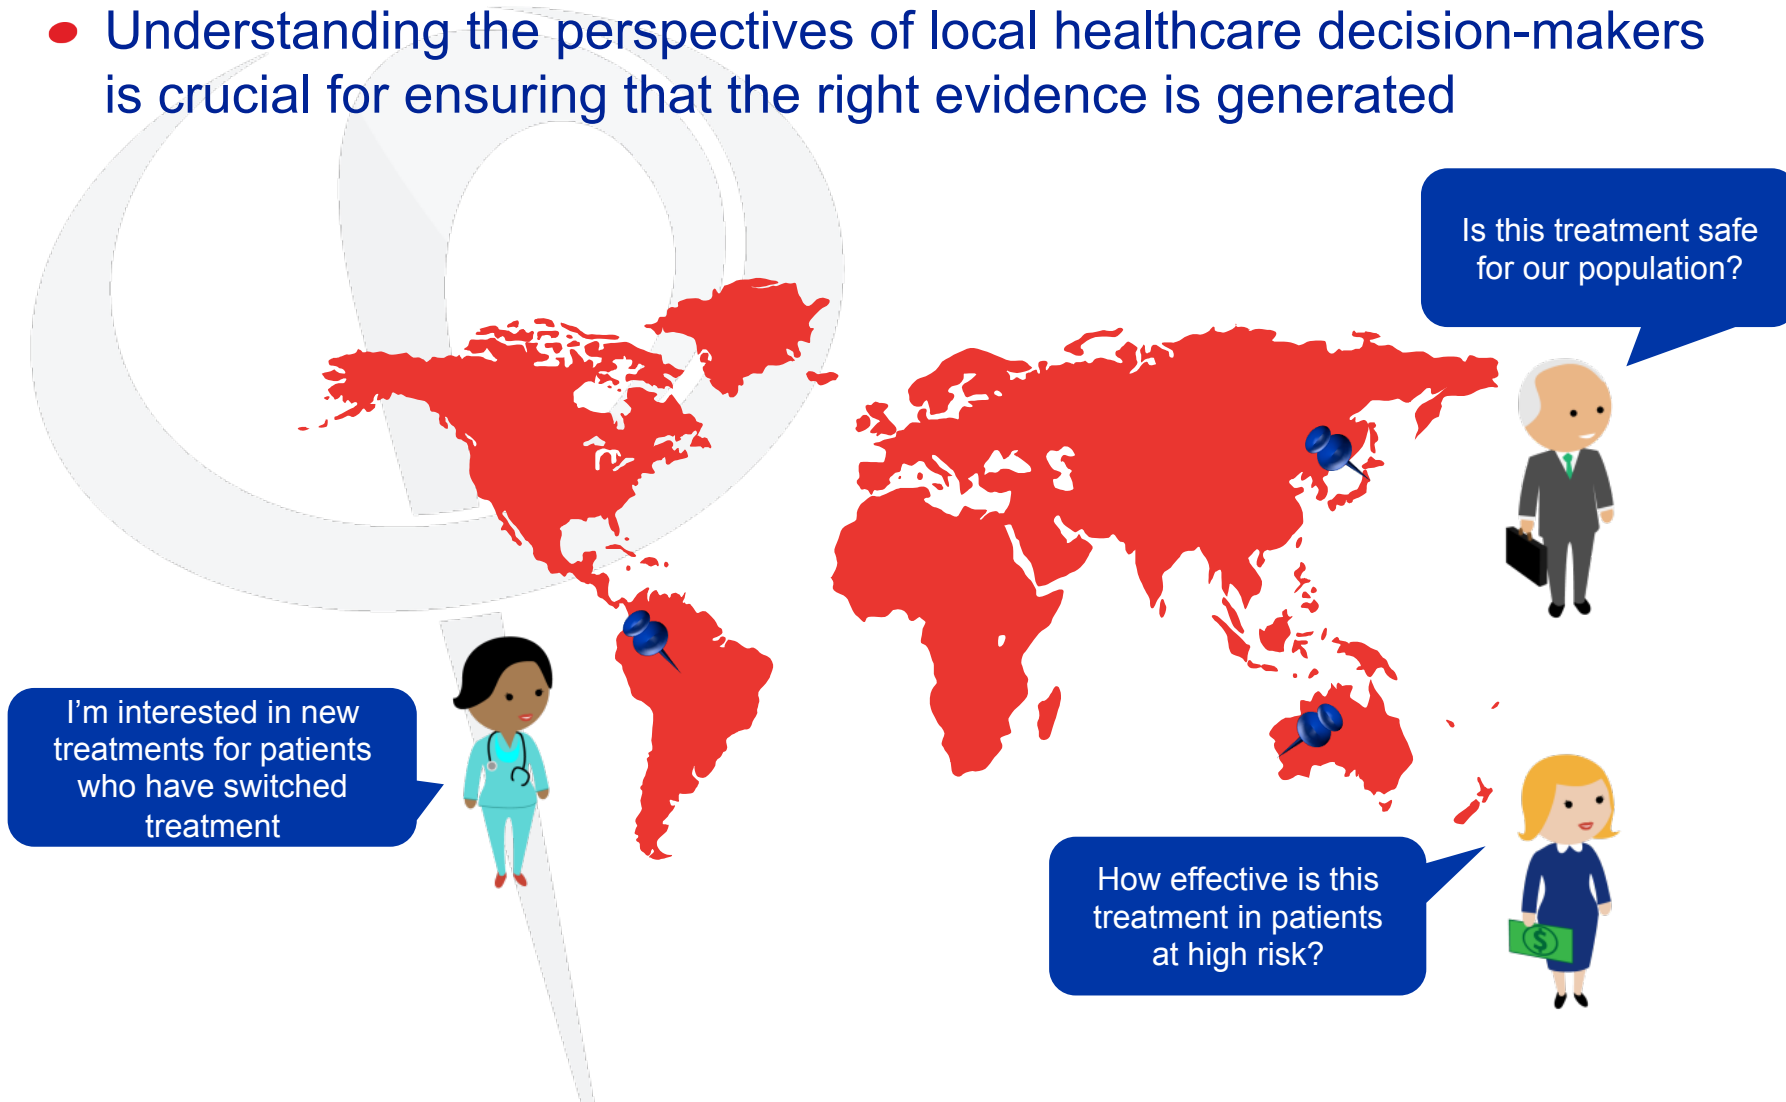 Understanding the perspectives of local healthcare decision-makers
is crucial for ensuring that the right evidence is generated
Is this treatment safe
for our population?
I’m interested in new
treatments for patients
who have switched
treatment
How effective is this
treatment in patients
at high risk?
$